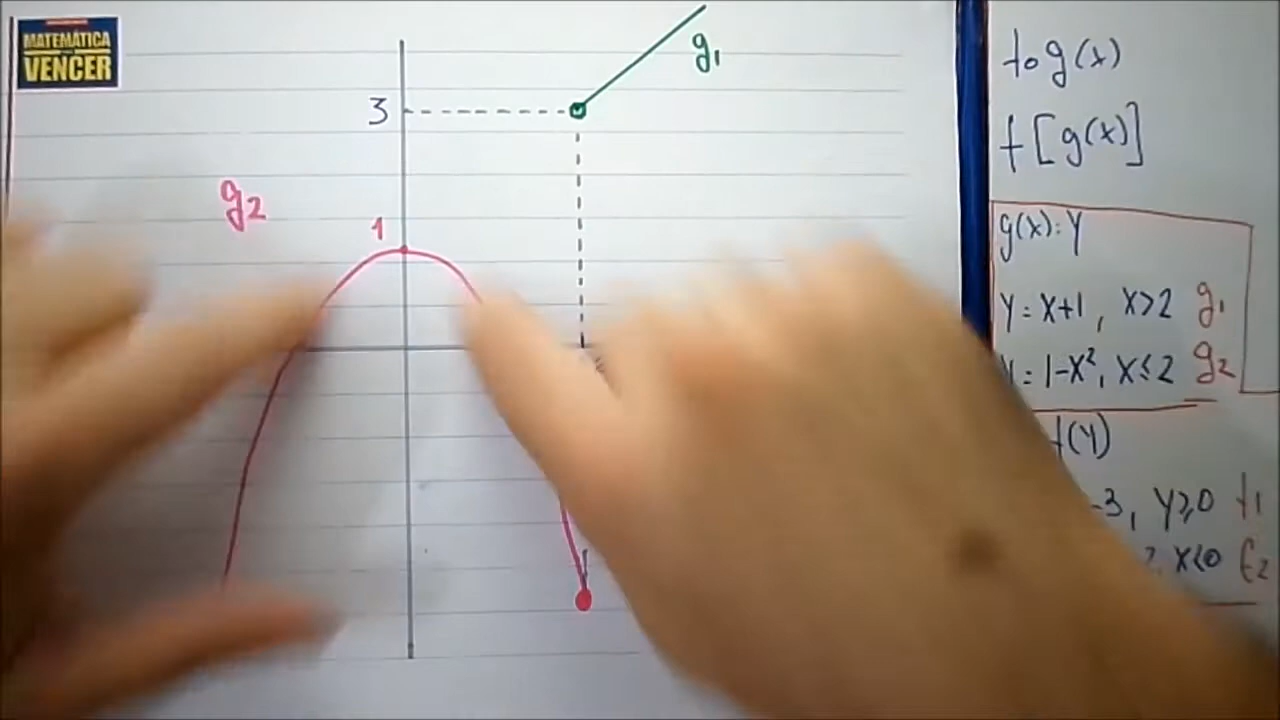 MATEMÁTICA
VENCER
g₁
3
g₂
1
fog(x)
f[g(x)]
g(x):Y
Y=X+1, X>2 g₁
=1-X², X≤2 g₂
f(Y)
-3, Y≥0 f₁
X<0 f₂